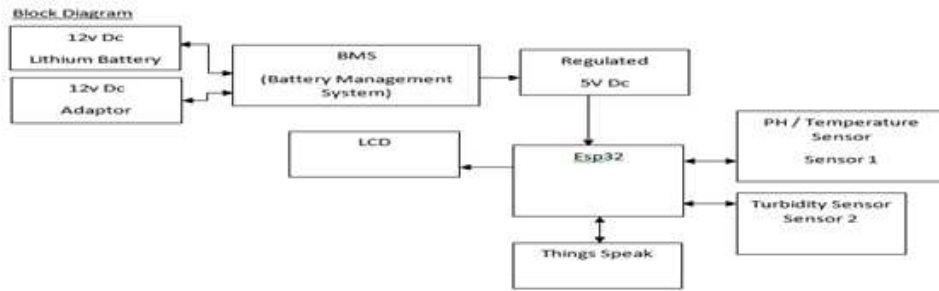 Block Diagram
12v Dc
Lithium Battery
12v Dc
Adaptor
BMS
(Battery Management
System)
Regulated
5V Dc
LCD
Esp32
PH / Temperature
Sensor
Sensor 1
Turbidity Sensor
Sensor 2
Things Speak